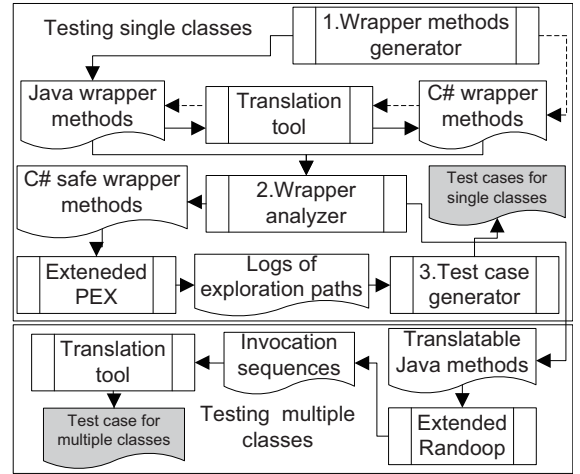 Testing single classes
1.Wrapper methods
generator
Java wrapper
methods
Translation
tool
C# wrapper
methods
C# safe wrapper
methods
2.Wrapper
analyzer
Test cases for
single classes
Exteneded
PEX
Logs of
exploration paths
3.Test case
generator
Translation
tool
Invocation
sequences
Translatable
Java methods
Test case for
multiple classes
Testing multiple
classes
Extended
Randoop